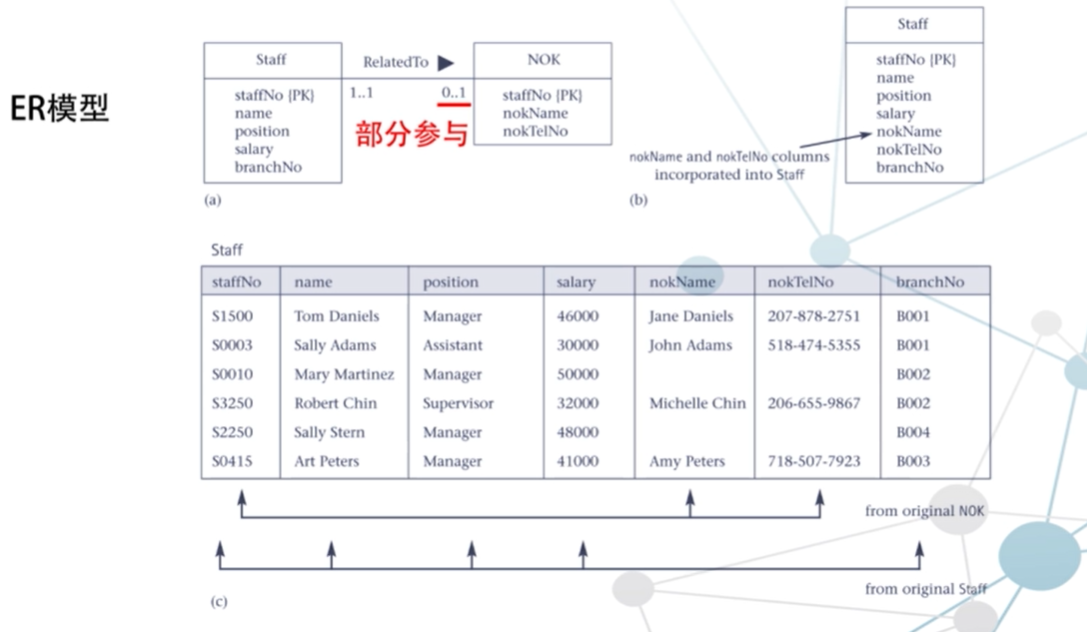 ER模型
Staff
staffNo {PK}
name
position
salary
branchNo
RelatedTo
1..1
0..1
部分参与
NOK
staffNo {PK}
nokName
nokTelNo
(a)
Staff
staffNo {PK}
name
position
salary
nokName
nokTelNo
branchNo
nokName and nokTelNo columns
incorporated into Staff
(b)
Staff
staffNo name position salary nokName nokTelNo branchNo
S1500 Tom Daniels Manager 46000 Jane Daniels 207-878-2751 B001
S0003 Sally Adams Assistant 30000 John Adams 518-474-5355 B001
S0010 Mary Martinez Manager 50000 B002
S3250 Robert Chin Supervisor 32000 Michelle Chin 206-655-9867 B002
S2250 Sally Stern Manager 48000 B004
S0415 Art Peters Manager 41000 Amy Peters 718-507-7923 B003
from original NOK
from original Staff
(c)